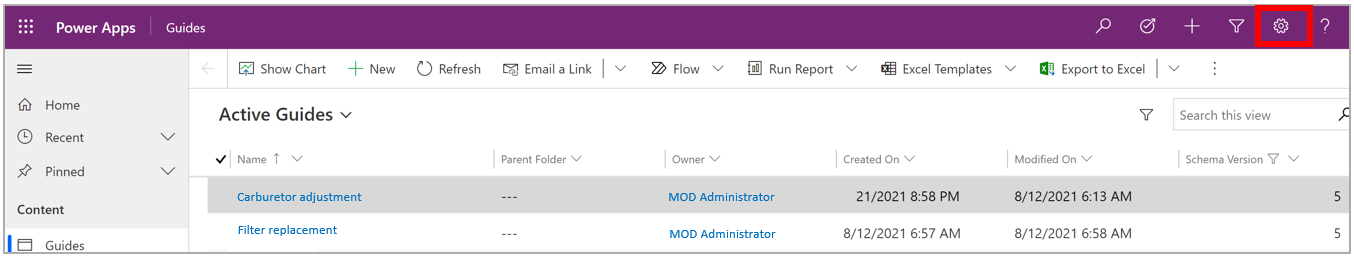 Power Apps Guides
Show Chart New Refresh Email a Link Flow Run Report Excel Templates Export to Excel
Home
Recent
Pinned
Content
Guides
Active Guides
Search this view
Name Parent Folder Owner Created On Modified On Schema Version
Carburetor adjustment --- MOD Administrator 21/2021 8:58 PM 8/12/2021 6:13 AM 5
Filter replacement --- MOD Administrator 8/12/2021 6:57 AM 8/12/2021 6:58 AM 5